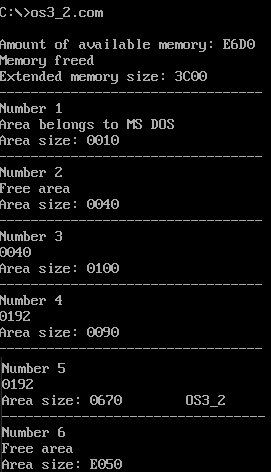 C:\>os3_2.com
Amount of available memory: E6D0
Memory freed
Extended memory size: 3C00
-----------------------------------
Number 1
Area belongs to MS DOS
Area size: 0010
-----------------------------------
Number 2
Free area
Area size: 0040
-----------------------------------
Number 3
0040
Area size: 0100
-----------------------------------
Number 4
0192
Area size: 0090
-----------------------------------
Number 5
0192
Area size: 0670        OS3_2
-----------------------------------
Number 6
Free area
Area size: E050